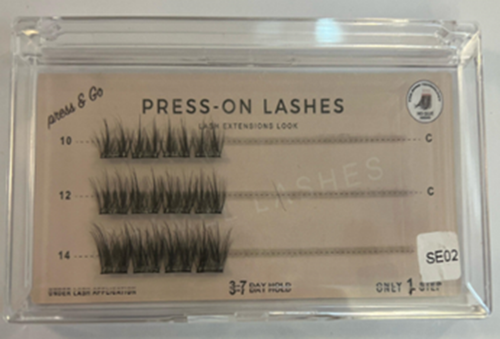 press & Go
PRESS-ON LASHES
LASH EXTENSIONS LOOK
10 C
12 C
LASHES
14
SE02
UNDER LASH APPLICATION
3-7 DAY HOLD
ONLY 1 STEP